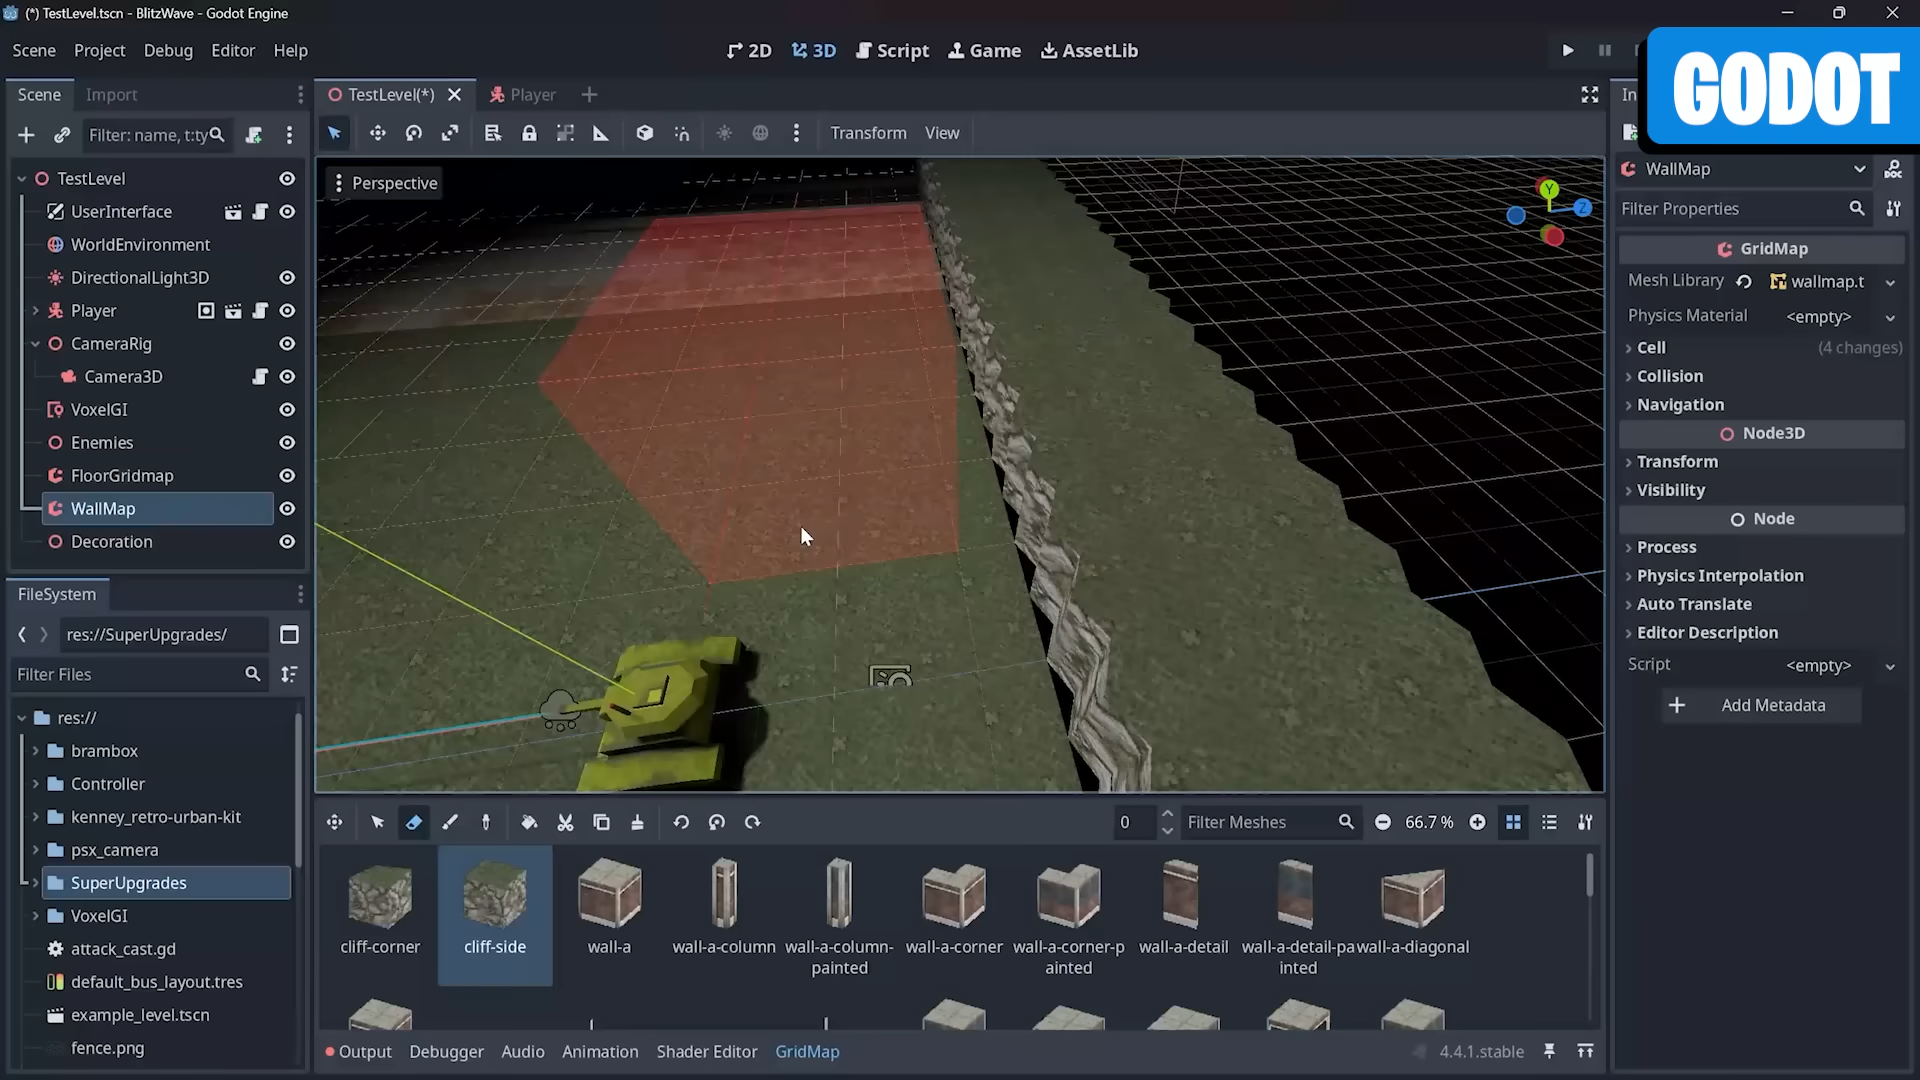 (*) TestLevel.tscn - BlitzWave - Godot Engine
Scene Project Debug Editor Help
2D 3D Script Game AssetLib
GODOT
Scene Import
Filter: name, t:ty
TestLevel
UserInterface
WorldEnvironment
DirectionalLight3D
Player
CameraRig
Camera3D
VoxelGI
Enemies
FloorGridmap
WallMap
Decoration
FileSystem
res://SuperUpgrades/
Filter Files
res://
brambox
Controller
kenney_retro-urban-kit
psx_camera
SuperUpgrades
VoxelGI
attack_cast.gd
default_bus_layout.tres
example_level.tscn
fence.png
TestLevel(*) Player
Transform View
Perspective
Y
Z
0 Filter Meshes 66.7 %
cliff-corner cliff-side wall-a wall-a-column wall-a-column-painted wall-a-corner wall-a-corner-painted wall-a-detail wall-a-detail-painted wall-a-diagonal
Output Debugger Audio Animation Shader Editor GridMap 4.4.1.stable
In
WallMap
Filter Properties
GridMap
Mesh Library wallmap.t
Physics Material <empty>
Cell (4 changes)
Collision
Navigation
Node3D
Transform
Visibility
Node
Process
Physics Interpolation
Auto Translate
Editor Description
Script <empty>
Add Metadata